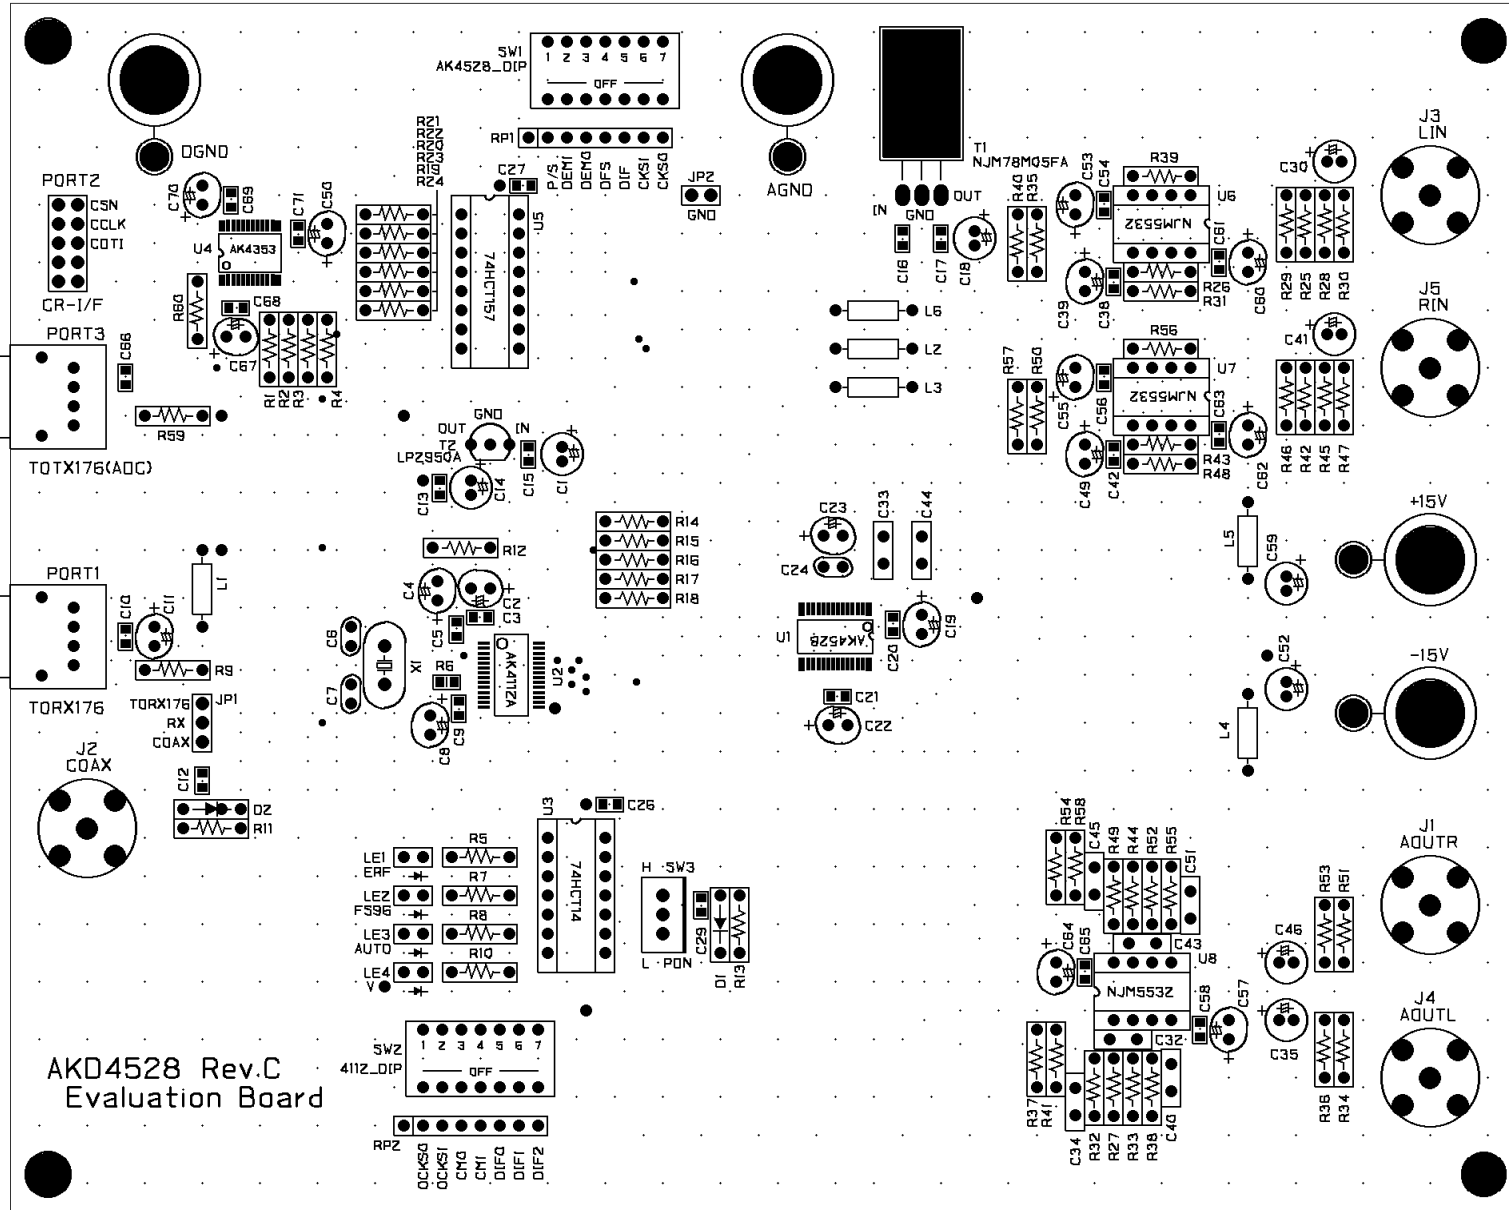 SW1
AK4528_DIP
1 2 3 4 5 6 7
OFF
RP1
P/S
DEM1
DEM0
DFS
DIF
CKS1
CKS0
R21
R22
R20
R23
R19
R24
C27
U5
74HCT157
JP2
GND
DGND
AGND
T1
NJM78M05FA
IN
GND
OUT
C16
C17
C18
PORT2
CSN
CCLK
CDTI
CR-I/F
C70
C69
U4
AK4353
C71
C50
R60
C68
C67
R1
R2
R3
R4
PORT3
C66
R59
TOTX176(ADC)
R40
R35
C53
C54
R39
U6
NJM5532
C61
C60
C39
C38
R26
R31
C30
R29
R25
R28
R30
J3
LIN
J5
RIN
L6
L2
L3
R57
R50
C55
C56
R56
U7
NJM5532
C63
C62
C49
C42
R43
R48
C41
R46
R42
R45
R47
GND
OUT
IN
T2
LP2950A
C13
C14
C15
C1
R12
R14
R15
R16
R17
R18
C23
C24
C33
C44
L5
C59
+15V
PORT1
C10
C11
L1
R9
TORX176
C4
C2
C3
C5
C6
C7
X1
R6
AK4112A
U2
C8
C9
U1
AK4528
C20
C19
C21
C22
C52
L4
-15V
TORX176
JP1
RX
COAX
J2
COAX
C12
D2
R11
U3
C26
74HCT14
LE1
ERF
LE2
FS96
LE3
AUTO
LE4
V
R5
R7
R8
R10
H SW3
L PDN
C29
D1
R13
R54
R58
C45
R49
R44
R52
R55
C51
C43
C64
C65
U8
NJM5532
C58
C57
C32
R37
R41
C34
R32
R27
R33
R38
C40
C46
C35
R53
R51
R36
R34
J1
AOUTR
J4
AOUTL
SW2
4112_DIP
1 2 3 4 5 6 7
OFF
RP2
OCKS0
OCKS1
CM0
CM1
DIF0
DIF1
DIF2
AKD4528 Rev.C
Evaluation Board